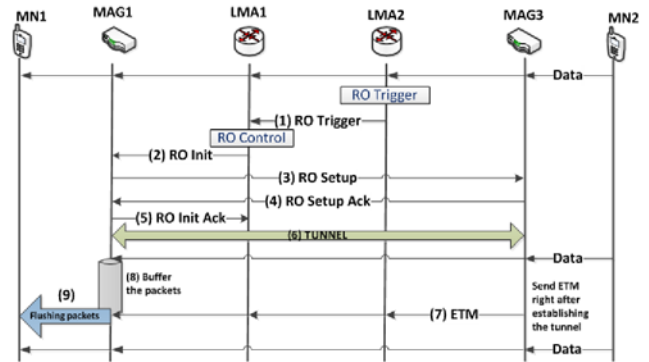 MN1 MAG1 LMA1 LMA2 MAG3 MN2
Data
RO Trigger
(1) RO Trigger
RO Control
(2) RO Init
(3) RO Setup
(4) RO Setup Ack
(5) RO Init Ack
(6) TUNNEL
Data
(8) Buffer
the packets
Send ETM
right after
establishing
the tunnel
(9)
Flushing packets
(7) ETM
Data